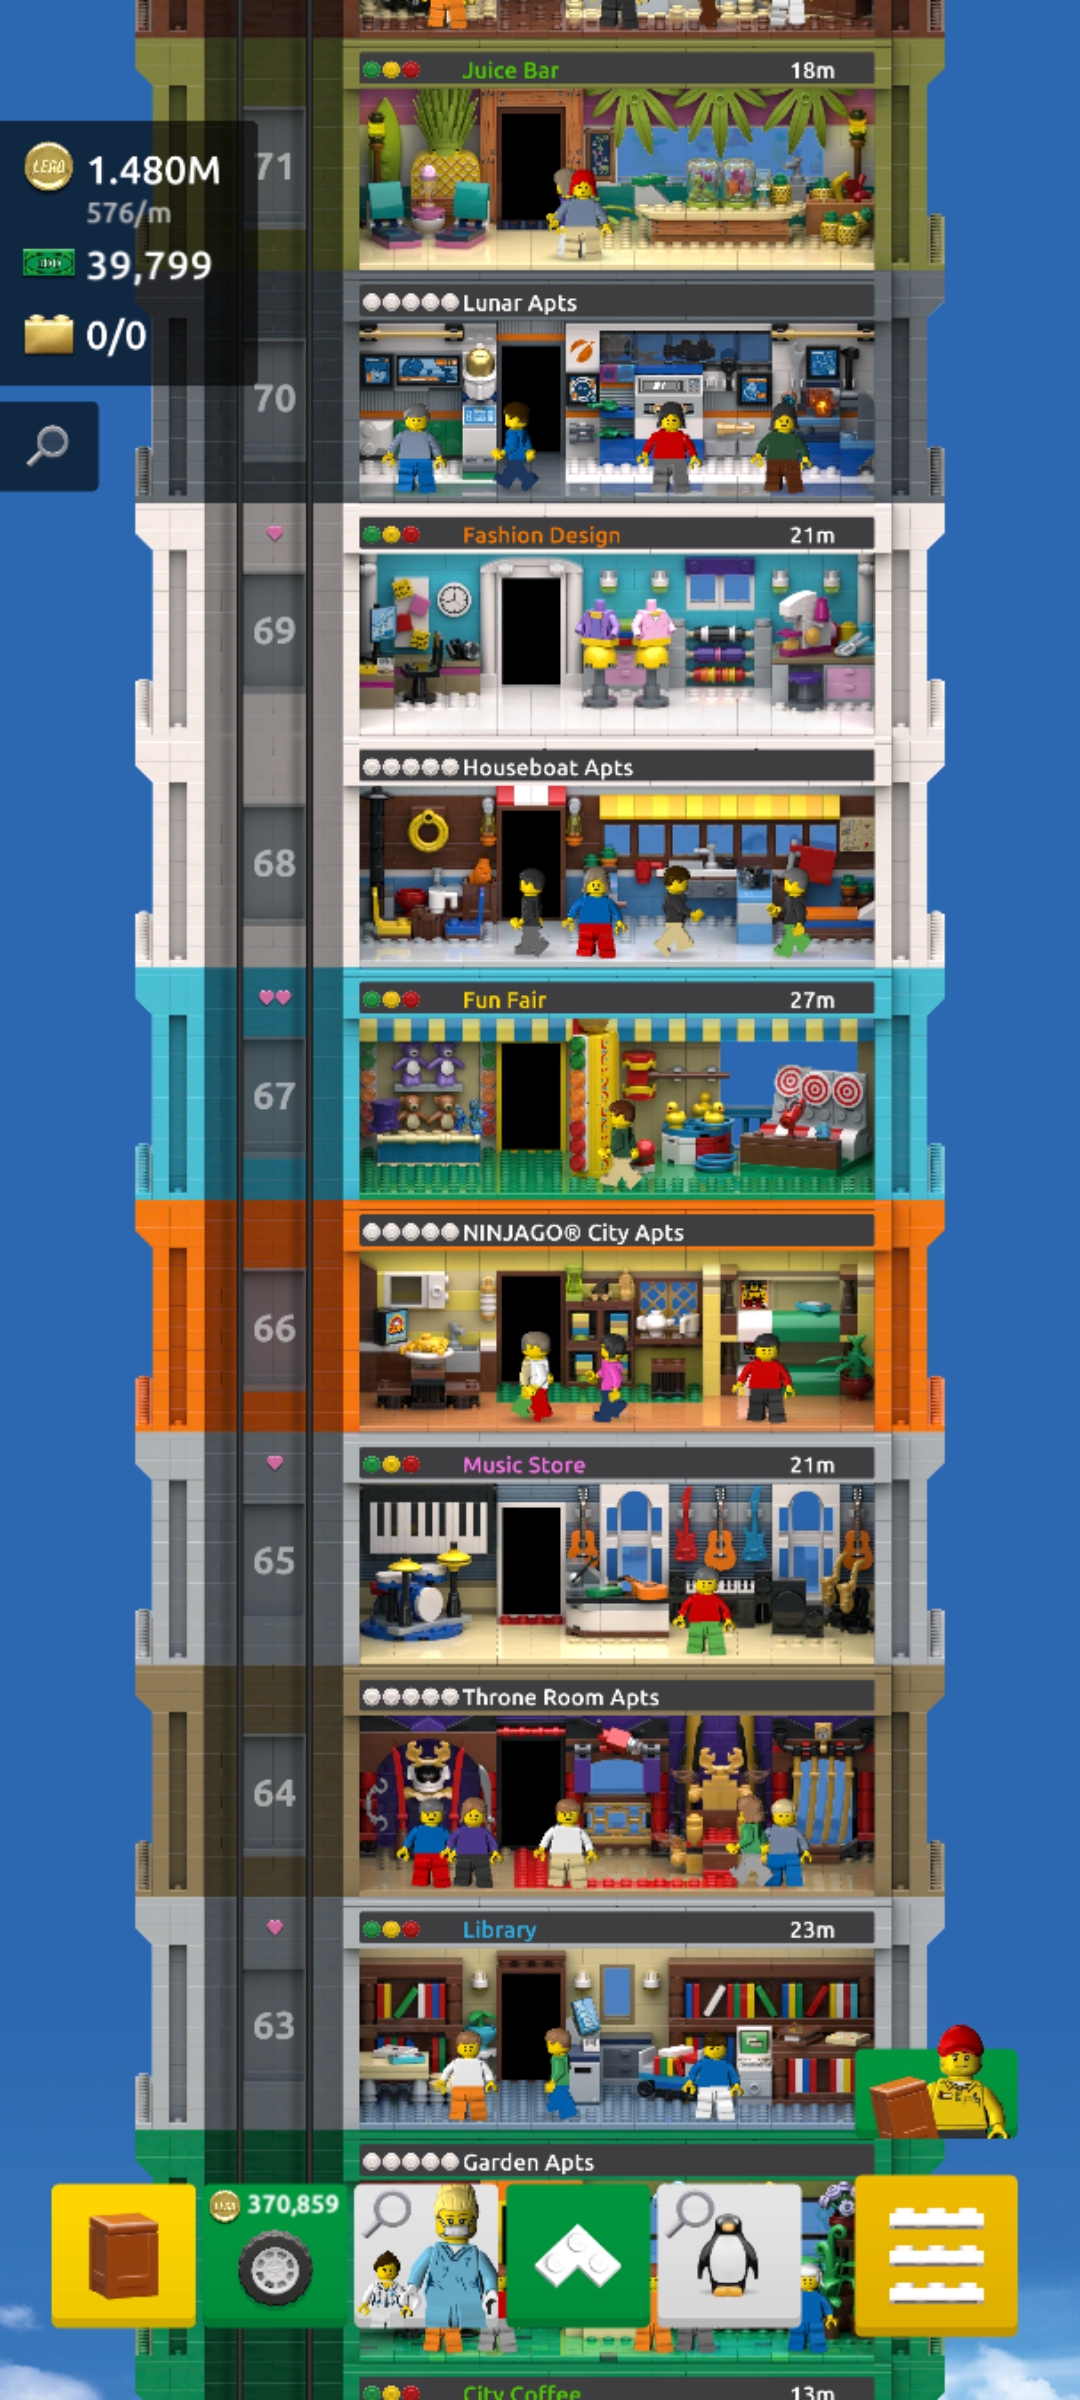 Juice Bar 18m
71
LEGO 1.480M
576/m
39,799
0/0
Lunar Apts
70
Fashion Design 21m
69
Houseboat Apts
68
Fun Fair 27m
67
NINJAGO® City Apts
66
Music Store 21m
65
Throne Room Apts
64
Library 23m
63
Garden Apts
370,859
City Coffee 13m